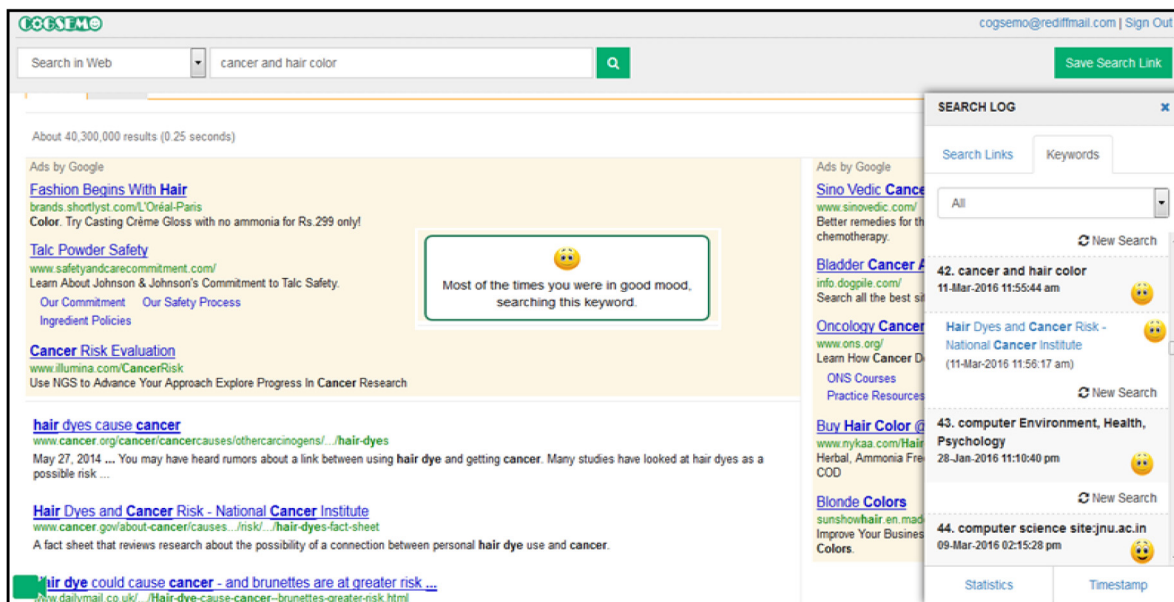 COGSEMO
cogsemo@rediffmail.com | Sign Out
Search in Web
cancer and hair color
Save Search Link
About 40,300,000 results (0.25 seconds)
Ads by Google
Fashion Begins With Hair
brands.shortlyst.com/L'Oréal-Paris
Color. Try Casting Crème Gloss with no ammonia for Rs.299 only!
Talc Powder Safety
www.safetyandcarecommitment.com/
Learn About Johnson & Johnson's Commitment to Talc Safety.
Our Commitment Our Safety Process
Ingredient Policies
Cancer Risk Evaluation
www.illumina.com/CancerRisk
Use NGS to Advance Your Approach Explore Progress In Cancer Research
Most of the times you were in good mood,
searching this keyword.
hair dyes cause cancer
www.cancer.org/cancer/cancercauses/othercarcinogens/.../hair-dyes
May 27, 2014 ... You may have heard rumors about a link between using hair dye and getting cancer. Many studies have looked at hair dyes as a
possible risk ...
Hair Dyes and Cancer Risk - National Cancer Institute
www.cancer.gov/about-cancer/causes.../risk/.../hair-dyes-fact-sheet
A fact sheet that reviews research about the possibility of a connection between personal hair dye use and cancer.
dye could cause cancer - and brunettes are at greater risk ...
www.dailymail.co.uk/.../Hair-dye-cause-cancer--brunettes-greater-risk.html
Ads by Google
Sino Vedic Cance
www.sinovedic.com/
Better remedies for th
chemotherapy.
Bladder Cancer A
info.dogpile.com/
Search all the best si
Oncology Cancer
www.ons.org/
Learn How Cancer D
ONS Courses
Practice Resources
Buy Hair Color @
www.nykaa.com/Hair
Herbal, Ammonia Fre
COD
Blonde Colors
sunshowhair.en.mad
Improve Your Busines
Colors.
SEARCH LOG
Search Links Keywords
All
New Search
42. cancer and hair color
11-Mar-2016 11:55:44 am
Hair Dyes and Cancer Risk -
National Cancer Institute
(11-Mar-2016 11:56:17 am)
New Search
43. computer Environment, Health,
Psychology
28-Jan-2016 11:10:40 pm
New Search
44. computer science site:jnu.ac.in
09-Mar-2016 02:15:28 pm
Statistics Timestamp